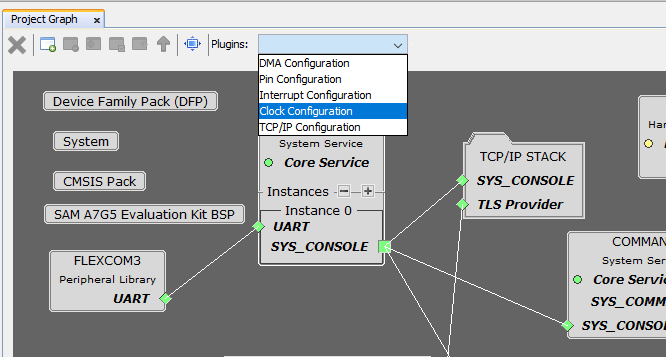 Project Graph
Plugins:
DMA Configuration
Pin Configuration
Interrupt Configuration
Clock Configuration
TCP/IP Configuration
Device Family Pack (DFP)
System
CMSIS Pack
SAM A7G5 Evaluation Kit BSP
FLEXCOM3
Peripheral Library
UART
System Service
Core Service
Instances
Instance 0
UART
SYS_CONSOLE
TCP/IP STACK
SYS_CONSOLE
TLS Provider
COMMAN
System Ser
Core Servic
SYS_COMM
SYS_CONSO